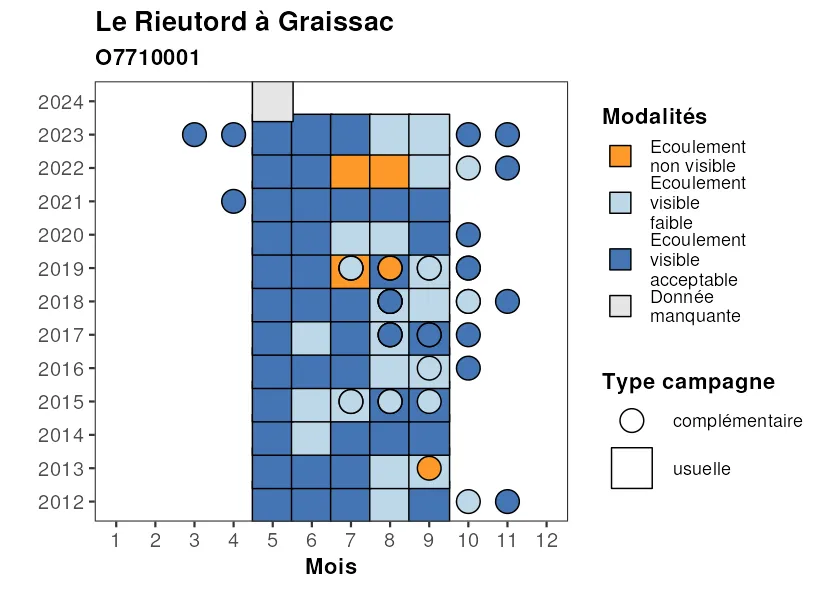 Le Rieutord à Graissac
O7710001
2024
2023
2022
2021
2020
2019
2018
2017
2016
2015
2014
2013
2012
1 2 3 4 5 6 7 8 9 10 11 12
Mois
Modalités
Ecoulement
non visible
Ecoulement
visible
faible
Ecoulement
visible
acceptable
Donnée
manquante
Type campagne
complémentaire
usuelle